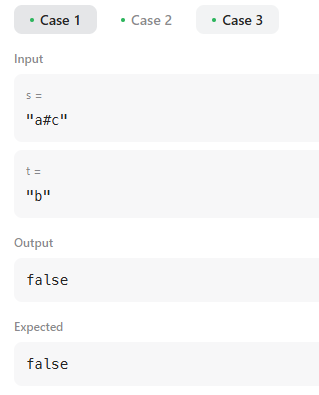 Case 1 Case 2 Case 3
Input
s =
"a#c"
t =
"b"
Output
false
Expected
false